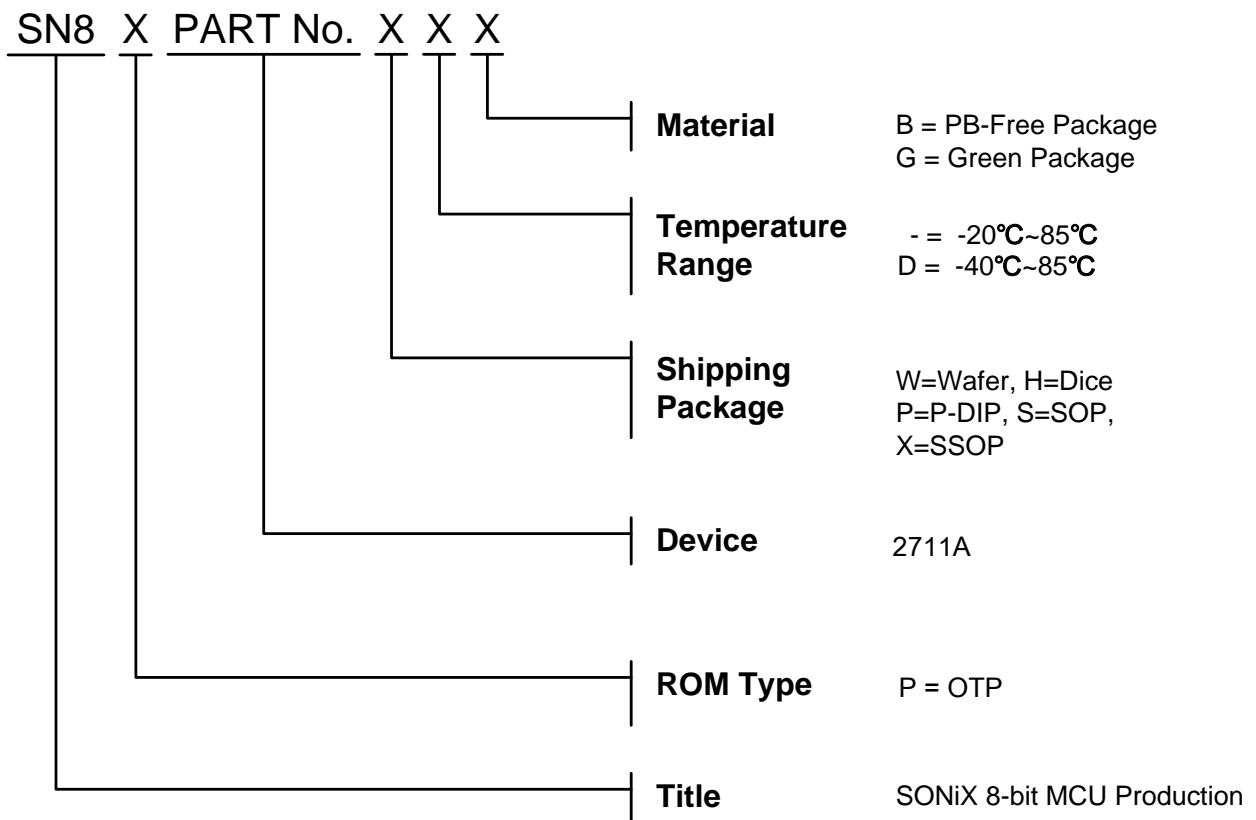 SN8 X PART No. X X X
Material
B = PB-Free Package
G = Green Package
Temperature
Range
- = -20℃~85℃
D = -40℃~85℃
Shipping
Package
W=Wafer, H=Dice
P=P-DIP, S=SOP,
X=SSOP
Device
2711A
ROM Type
P = OTP
Title
SONiX 8-bit MCU Production